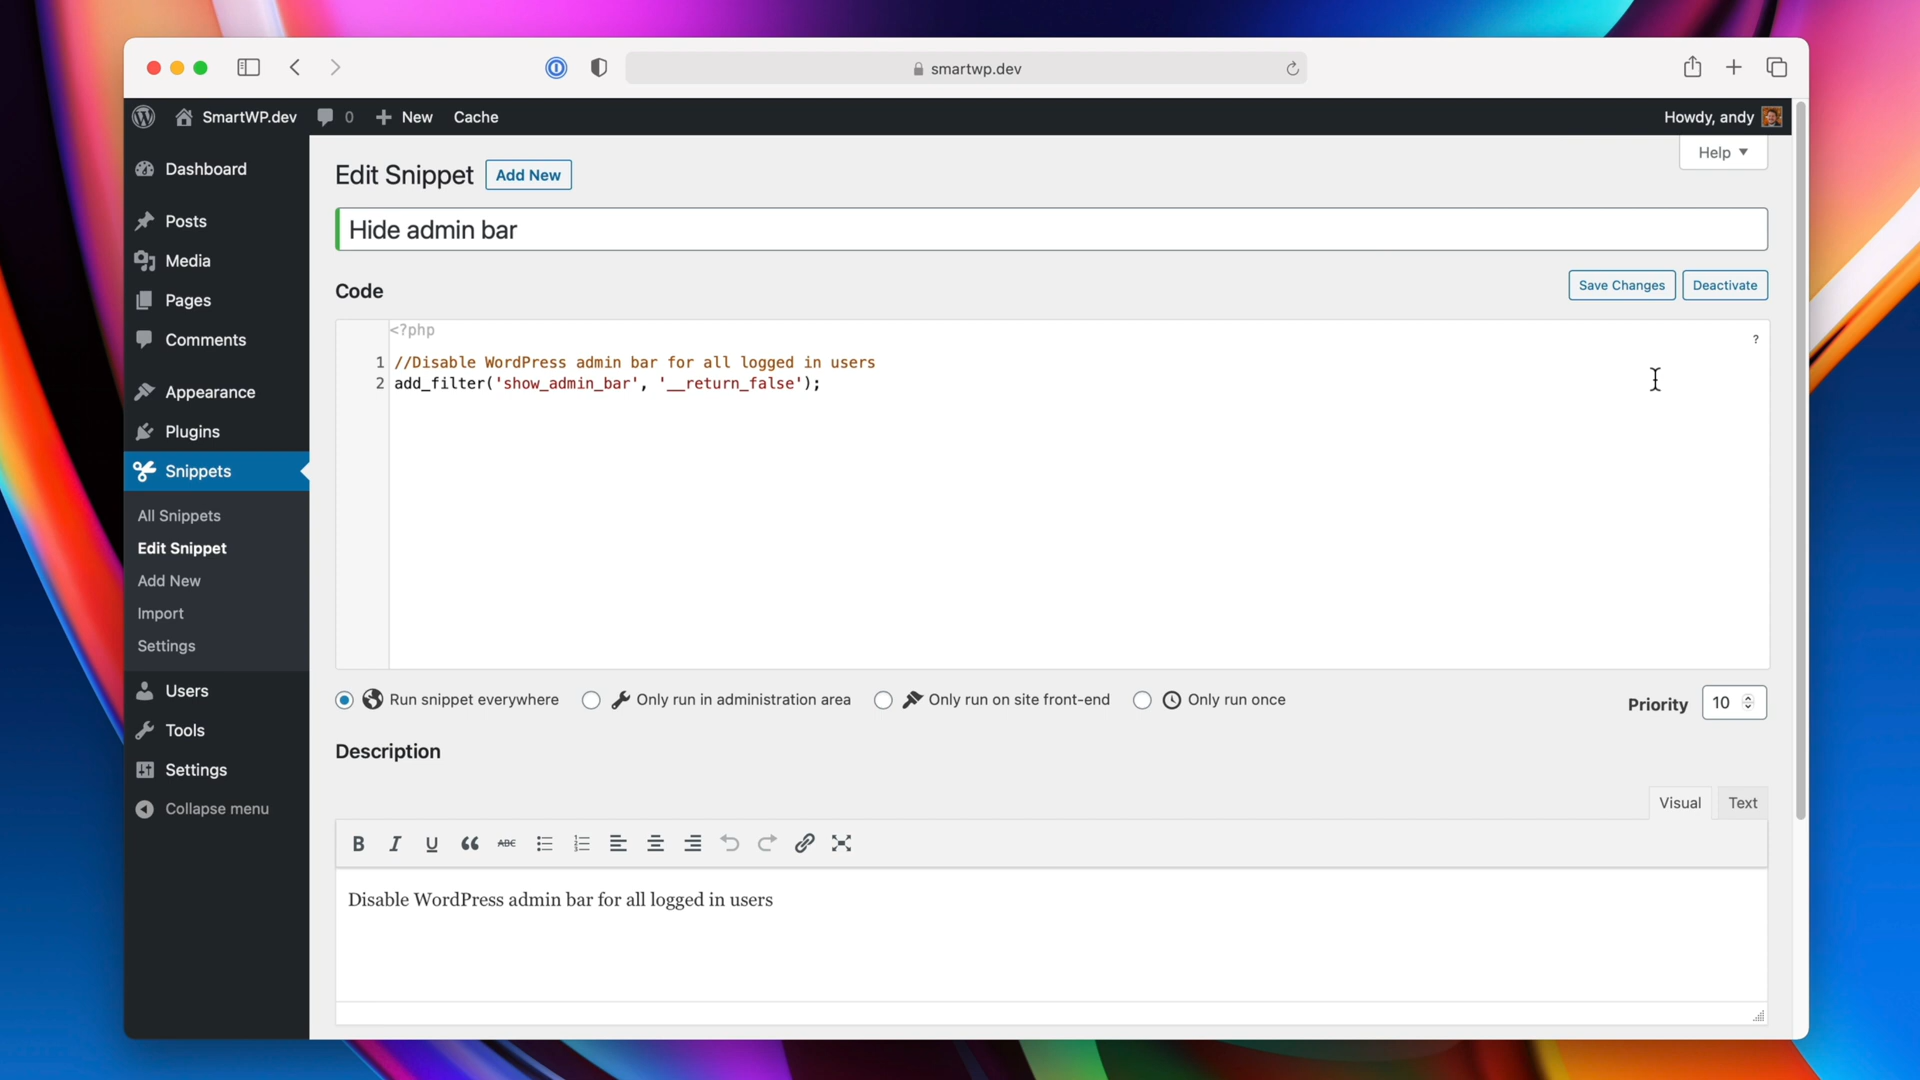 smartwp.dev
SmartWP.dev 0 New Cache
Howdy, andy
Help
Dashboard
Posts
Media
Pages
Comments
Appearance
Plugins
Snippets
All Snippets
Edit Snippet
Add New
Import
Settings
Users
Tools
Settings
Collapse menu
Edit Snippet Add New
Hide admin bar
Code
Save Changes Deactivate
<?php
?
1 //Disable WordPress admin bar for all logged in users
2 add_filter('show_admin_bar', '__return_false');
Run snippet everywhere Only run in administration area Only run on site front-end Only run once
Priority 10
Description
Visual Text
B I U ABC
Disable WordPress admin bar for all logged in users